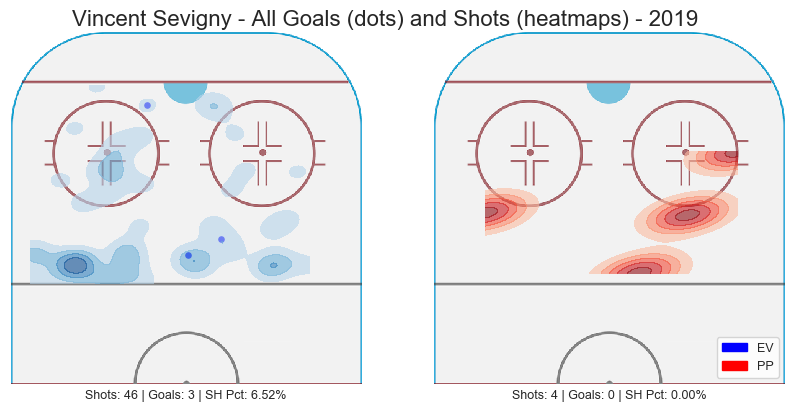 Vincent Sevigny - All Goals (dots) and Shots (heatmaps) - 2019
EV
PP
Shots: 46 | Goals: 3 | SH Pct: 6.52%
Shots: 4 | Goals: 0 | SH Pct: 0.00%